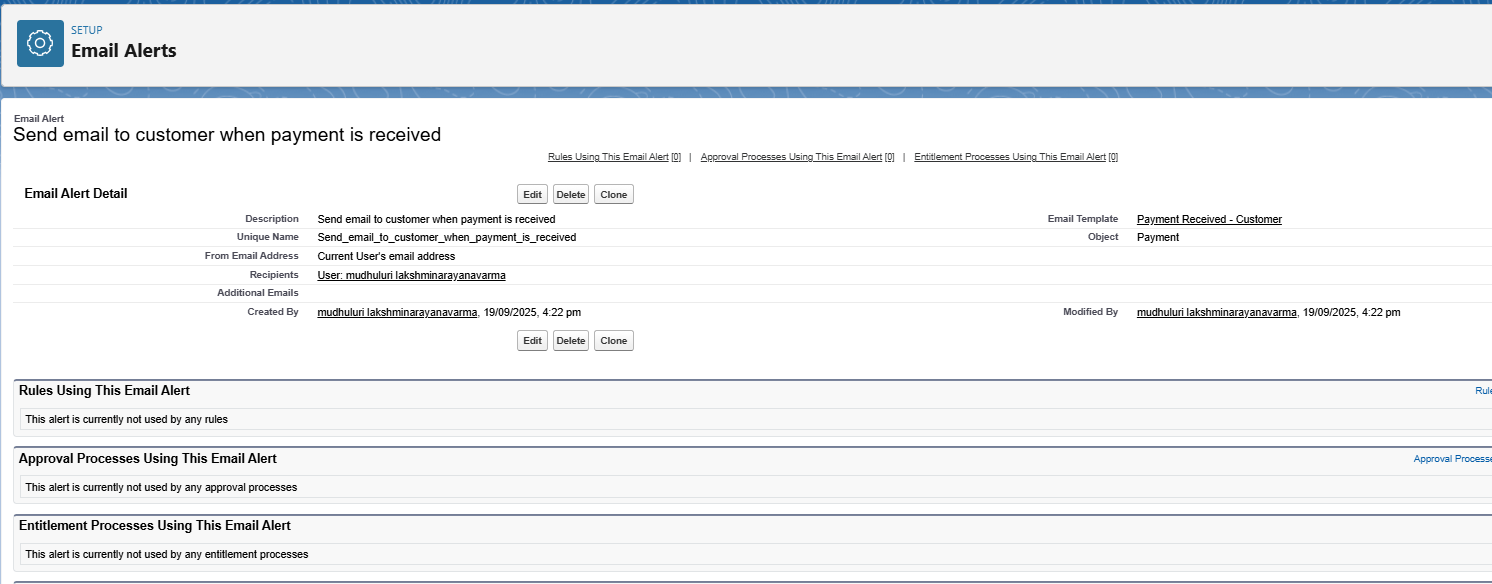 SETUP
Email Alerts
Email Alert
Send email to customer when payment is received
Rules Using This Email Alert [0] | Approval Processes Using This Email Alert [0] | Entitlement Processes Using This Email Alert [0]
Email Alert Detail Edit Delete Clone
Description Send email to customer when payment is received Email Template Payment Received - Customer
Unique Name Send_email_to_customer_when_payment_is_received Object Payment
From Email Address Current User's email address
Recipients User: mudhuluri lakshminarayanavarma
Additional Emails
Created By mudhuluri lakshminarayanavarma, 19/09/2025, 4:22 pm Modified By mudhuluri lakshminarayanavarma, 19/09/2025, 4:22 pm
Edit Delete Clone
Rules Using This Email Alert
This alert is currently not used by any rules
Approval Processes Using This Email Alert Approval
This alert is currently not used by any approval processes
Entitlement Processes Using This Email Alert
This alert is currently not used by any entitlement processes